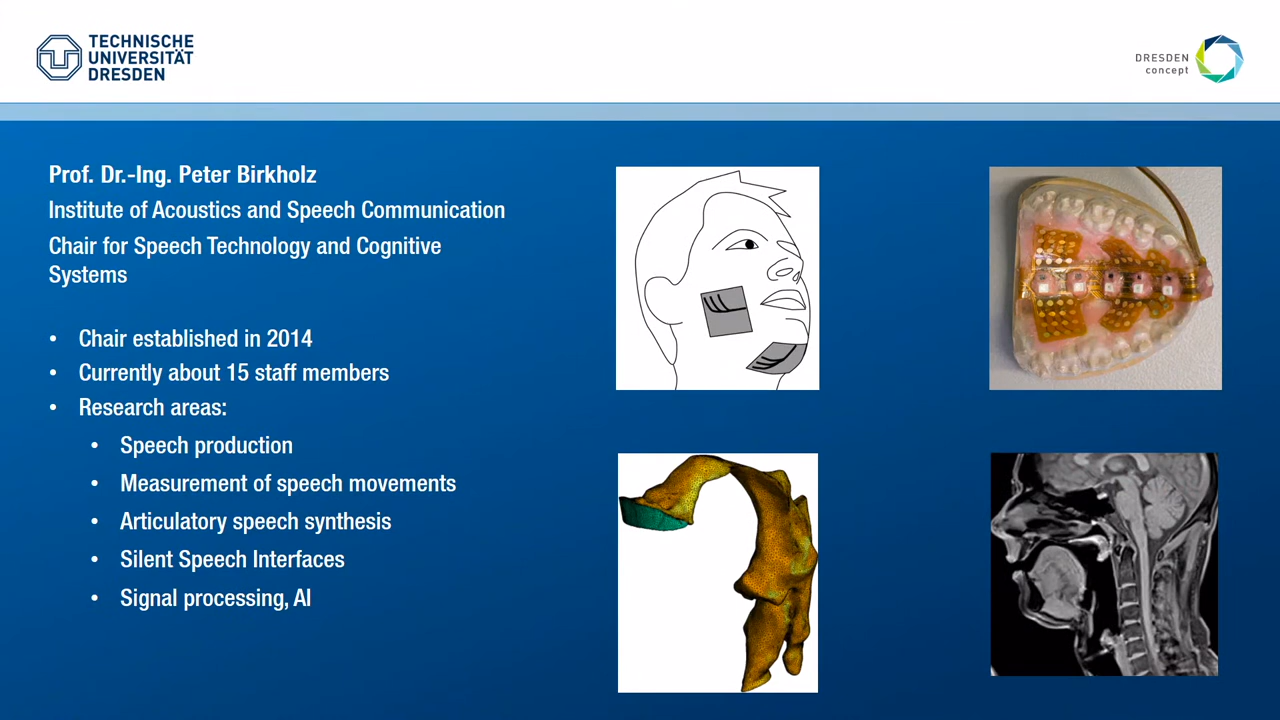 TECHNISCHE
UNIVERSITÄT
DRESDEN
DRESDEN
concept
Prof. Dr.-Ing. Peter Birkholz
Institute of Acoustics and Speech Communication
Chair for Speech Technology and Cognitive
Systems
• Chair established in 2014
• Currently about 15 staff members
• Research areas:
• Speech production
• Measurement of speech movements
• Articulatory speech synthesis
• Silent Speech Interfaces
• Signal processing, AI